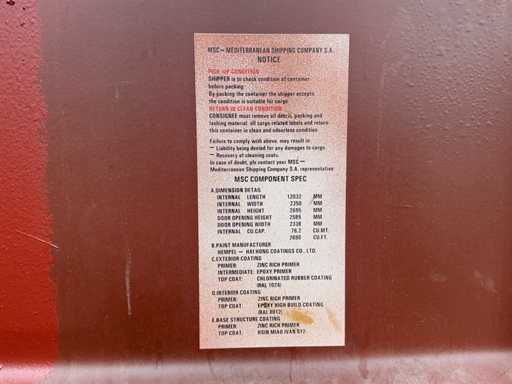 MSC— MEDITERRANEAN SHIPPING COMPANY S.A.
NOTICE
PICK-UP CONDITION
SHIPPER is to check condition of container
before packing
By packing the container the shipper accepts
the condition is suitable for cargo
RETURN IN CLEAN CONDITION
CONSIGNEE must remove all debris, packing and
lashing material, all cargo related labels and return
this container in clean and odourless condition
Failure to comply with above, may result in
— Liability being denied for any damages to cargo
— Recovery of cleaning costs.
In case of doubt, pls contact your MSC —
Mediterranean Shipping Company S.A. representative
MSC COMPONENT SPEC
A.DIMENSION DETAIL
INTERNAL LENGTH 12032 MM
INTERNAL WIDTH 2350 MM
INTERNAL HEIGHT 2695 MM
DOOR OPENING HEIGHT 2585 MM
DOOR OPENING WIDTH 2338 MM
INTERNAL CU.CAP. 76.2 CU.MT.
2690 CU.FT.
B.PAINT MANUFACTURER
HEMPEL — HAI HONG COATINGS CO., LTD.
C.EXTERIOR COATING
PRIMER: ZINC RICH PRIMER
INTERMEDIATE: EPOXY PRIMER
TOP COAT: CHLORINATED RUBBER COATING
(RAL 1024)
D.INTERIOR COATING
PRIMER: ZINC RICH PRIMER
TOP COAT: EPOXY HIGH BUILD COATING
(RAL 8012)
E.BASE STRUCTURE COATING
PRIMER: ZINC RICH PRIMER
TOP COAT: HSIN MIAO IVAN